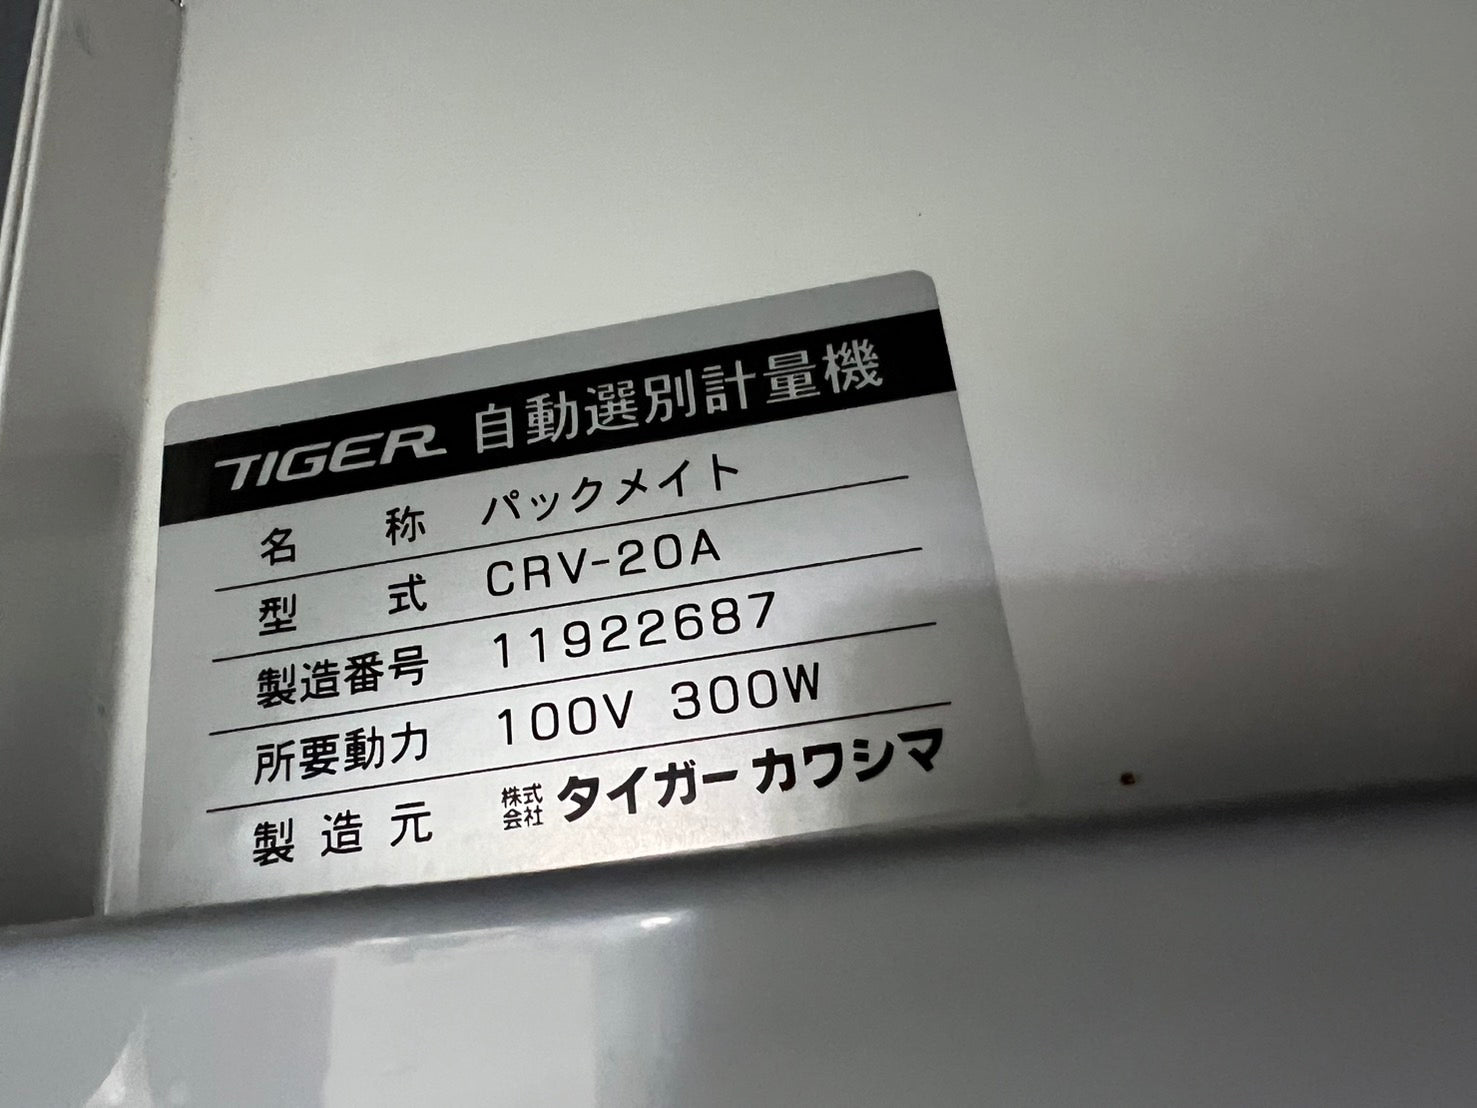 TIGER 自動選別計量機
名称 パックメイト
型式 CRV-20A
製造番号 11922687
所要動力 100V 300W
製造元 株式会社 タイガーカワシマ